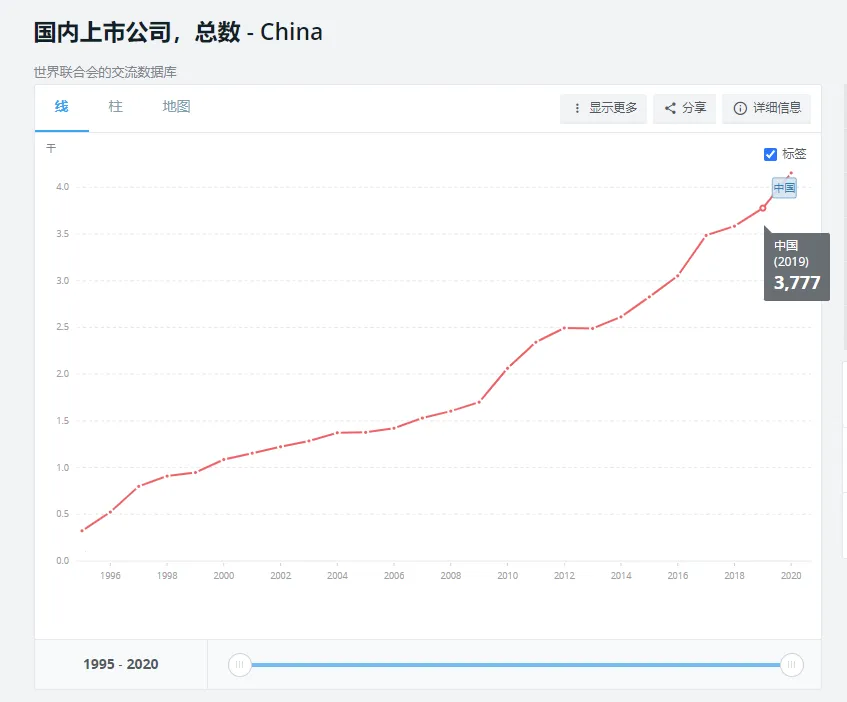 国内上市公司，总数 - China
世界联合会的交流数据库
线 柱 地图 显示更多 分享 详细信息
千
标签
4.0
中国
3.5
中国
(2019)
3,777
3.0
2.5
2.0
1.5
1.0
0.5
0.0
1996 1998 2000 2002 2004 2006 2008 2010 2012 2014 2016 2018 2020
1995 - 2020